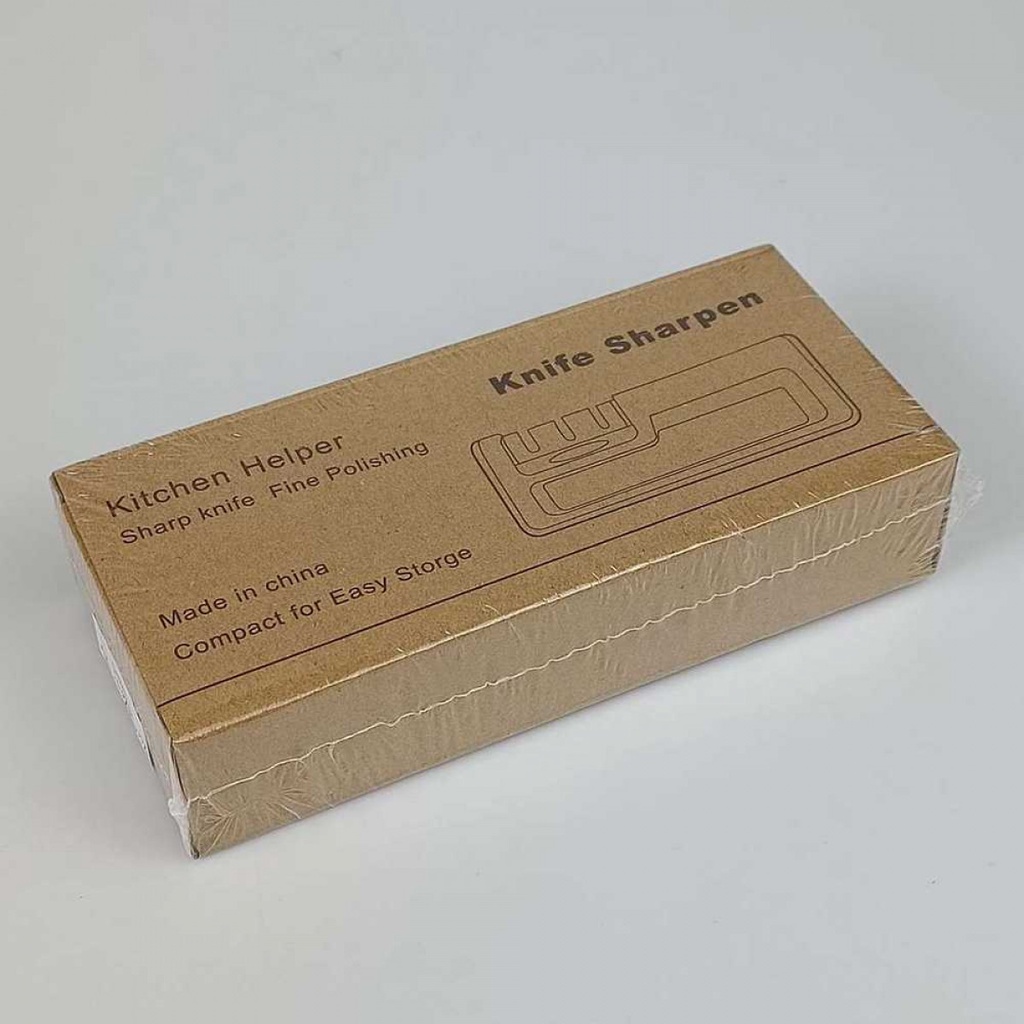 Knife Sharpen
Kitchen Helper
Sharp knife Fine Polishing
Made in china
Compact for Easy Storge